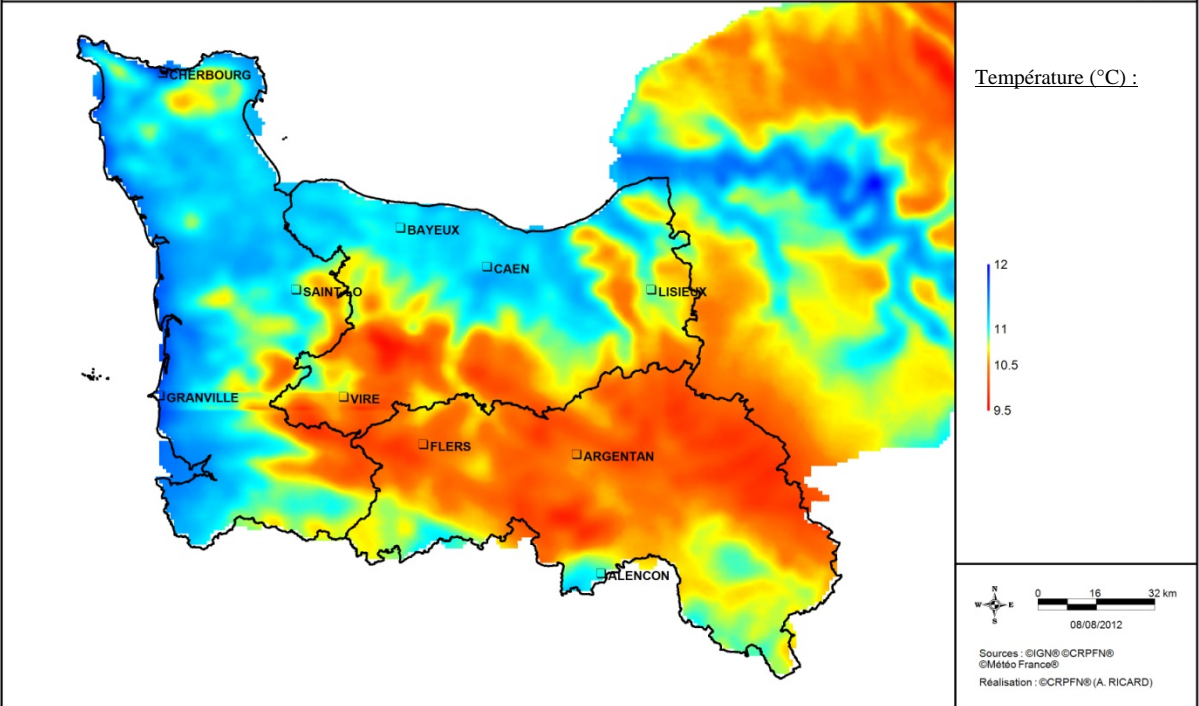 CHERBOURG
BAYEUX
CAEN
SAINT-LO
LISIEUX
GRANVILLE
VIRE
FLERS
ARGENTAN
ALENCON
Température (°C) :
12
11
10.5
9.5
N
W E
S
0 16 32 km
08/08/2012
Sources : ©IGN® ©CRPFN®
©Météo France®
Réalisation : ©CRPFN® (A. RICARD)